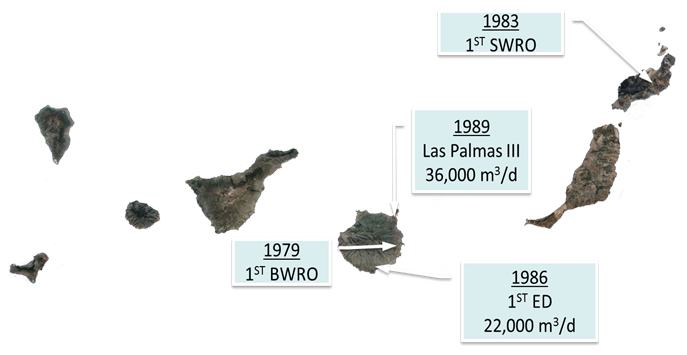 1983
1ST SWRO
1989
Las Palmas III
36,000 m3/d
1979
1ST BWRO
1986
1ST ED
22,000 m3/d